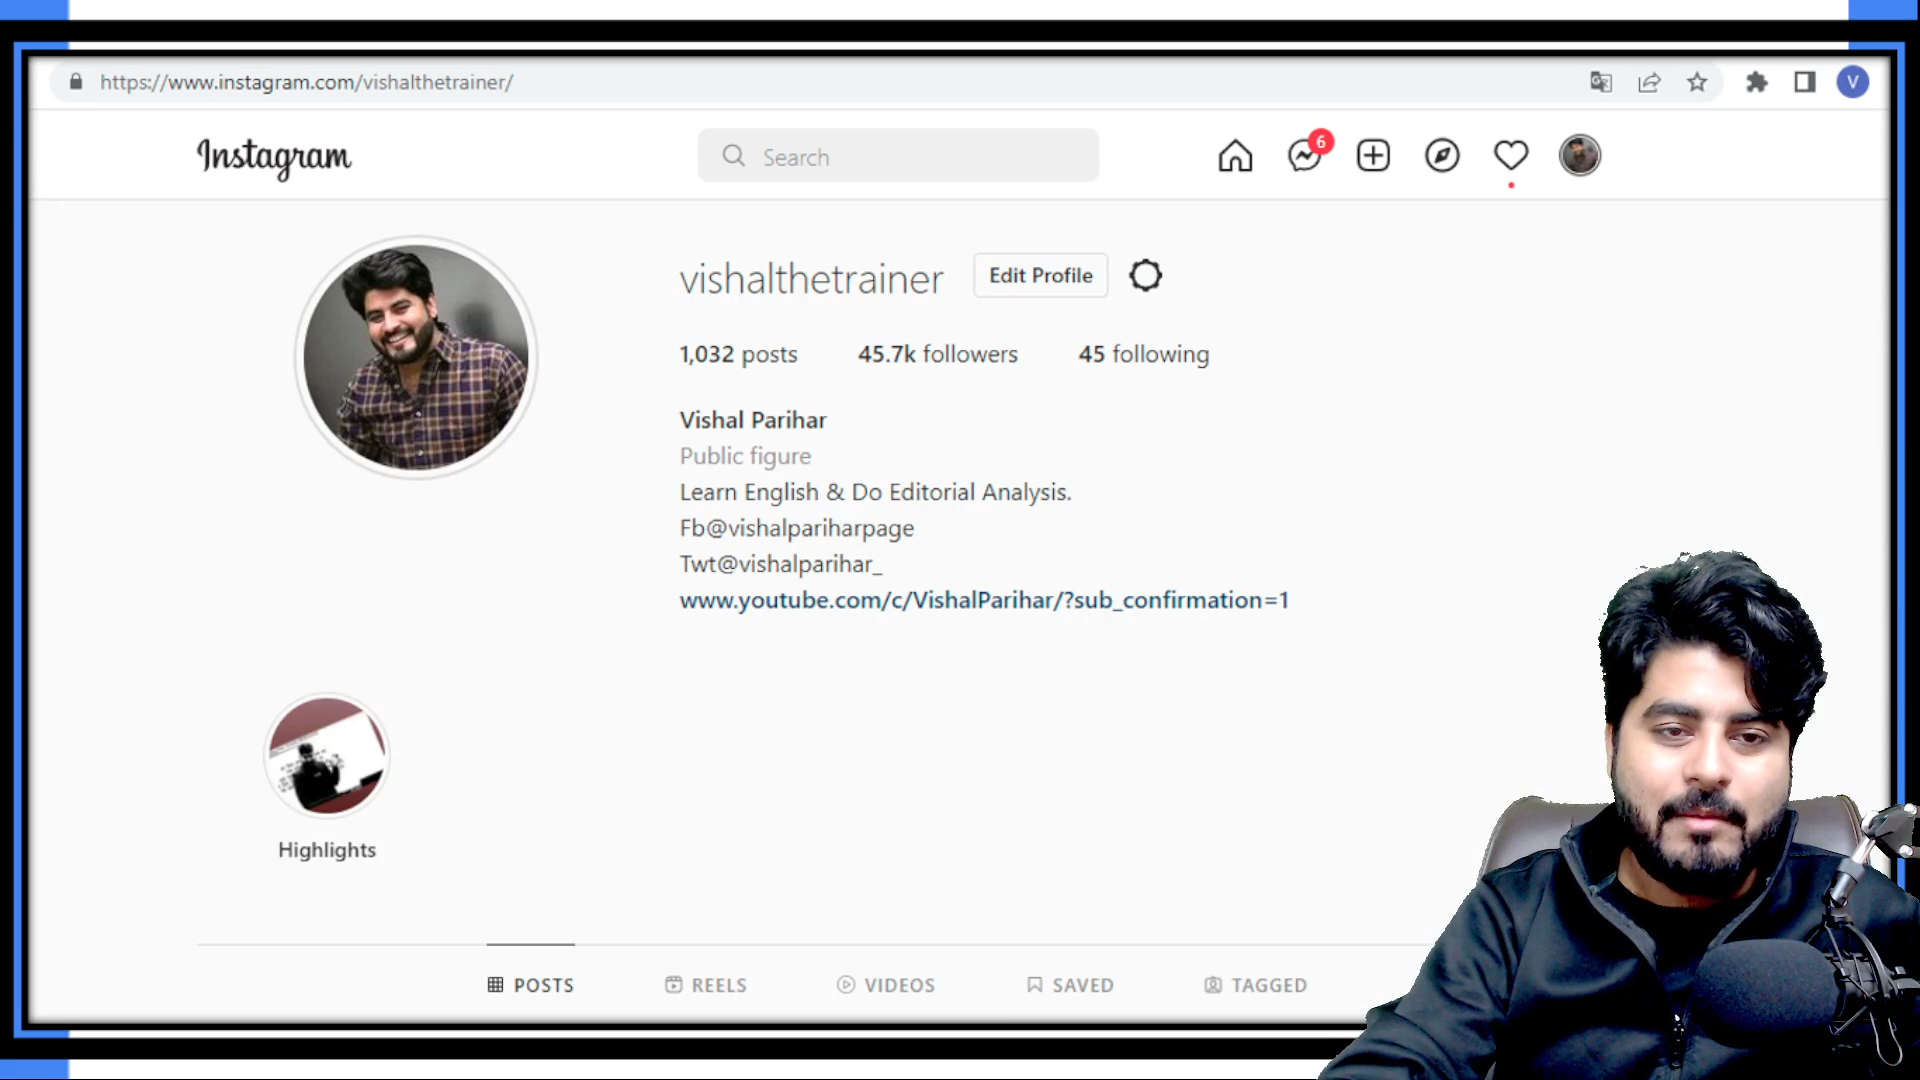 https://www.instagram.com/vishalthetrainer/
V
Instagram
Search
6
vishalthetrainer
Edit Profile
1,032 posts
45.7k followers
45 following
Vishal Parihar
Public figure
Learn English & Do Editorial Analysis.
Fb@vishalpariharpage
Twt@vishalparihar_
www.youtube.com/c/VishalParihar/?sub_confirmation=1
Highlights
POSTS
REELS
VIDEOS
SAVED
TAGGED